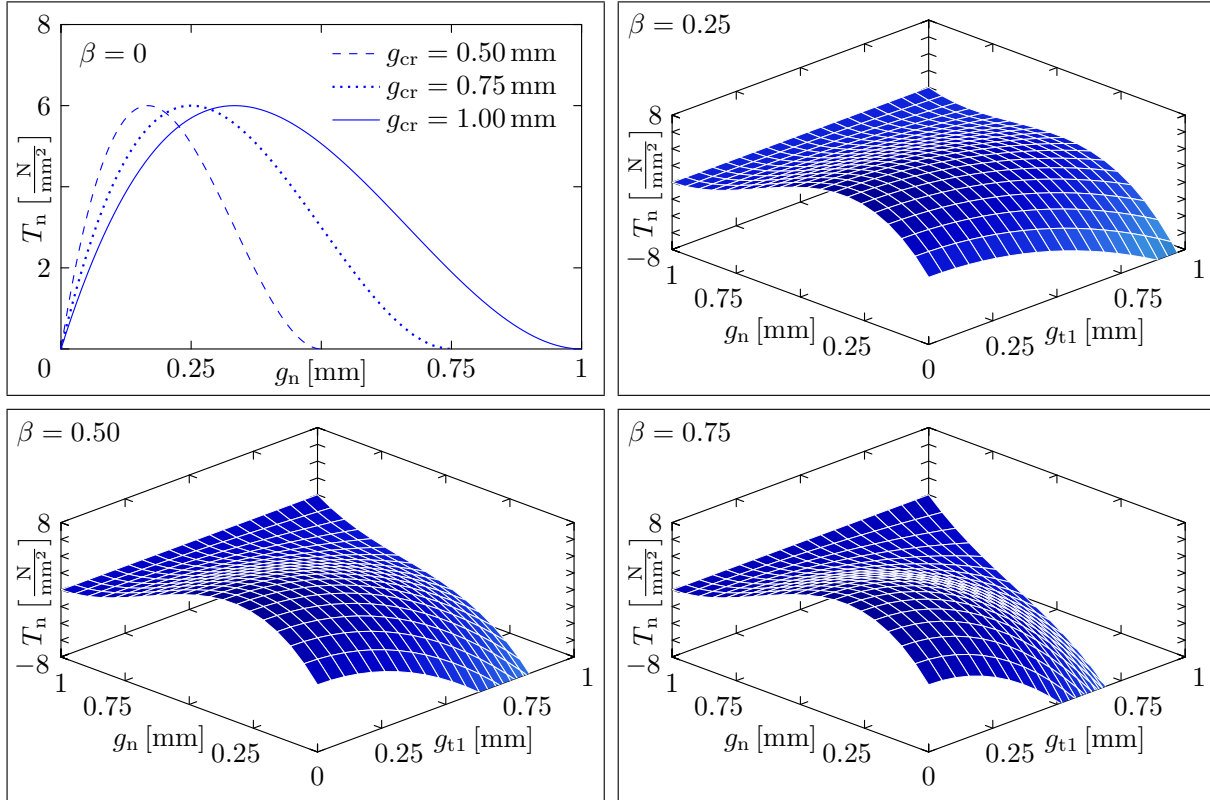 8
6
2
0
0.25
0.75
1
T_n [N/mm²]
g_n [mm]
β = 0
g_cr = 0.50 mm
g_cr = 0.75 mm
g_cr = 1.00 mm
β = 0.25
8
−8
T_n [N/mm²]
1
0.75
0.25
0
g_n [mm]
0.25
0.75
1
g_t1 [mm]
β = 0.50
8
−8
T_n [N/mm²]
1
0.75
0.25
0
g_n [mm]
0.25
0.75
1
g_t1 [mm]
β = 0.75
8
−8
T_n [N/mm²]
1
0.75
0.25
0
g_n [mm]
0.25
0.75
1
g_t1 [mm]